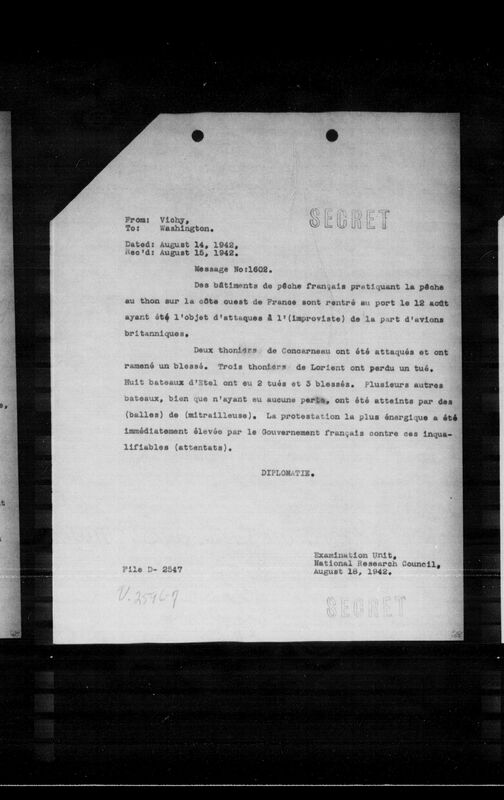 SECRET
From: Vichy,
To: Washington.
Dated: August 14, 1942,
Rec'd: August 15, 1942.
Message No:1602.
Des bâtiments de pêche français pratiquant la pêche
au thon sur la côte ouest de France sont rentré au port le 12 août
ayant été l'objet d'attaques à l'(improviste) de la part d'avions
britanniques.
Deux thoniers de Concarneau ont été attaqués et ont
ramené un blessé. Trois thoniers de Lorient ont perdu un tué.
Huit bateaux d'Etel ont eu 2 tués et 3 blessés. Plusieurs autres
bateaux, bien que n'ayant eu aucune perte, ont été atteints par des
(balles) de (mitrailleuse). La protestation la plus énergique a été
immédiatement élevée par le Gouvernement français contre ces inqua-
lifiables (attentats).
DIPLOMATIE.
Examination Unit,
National Research Council,
August 18, 1942.
File D- 2547
SECRET